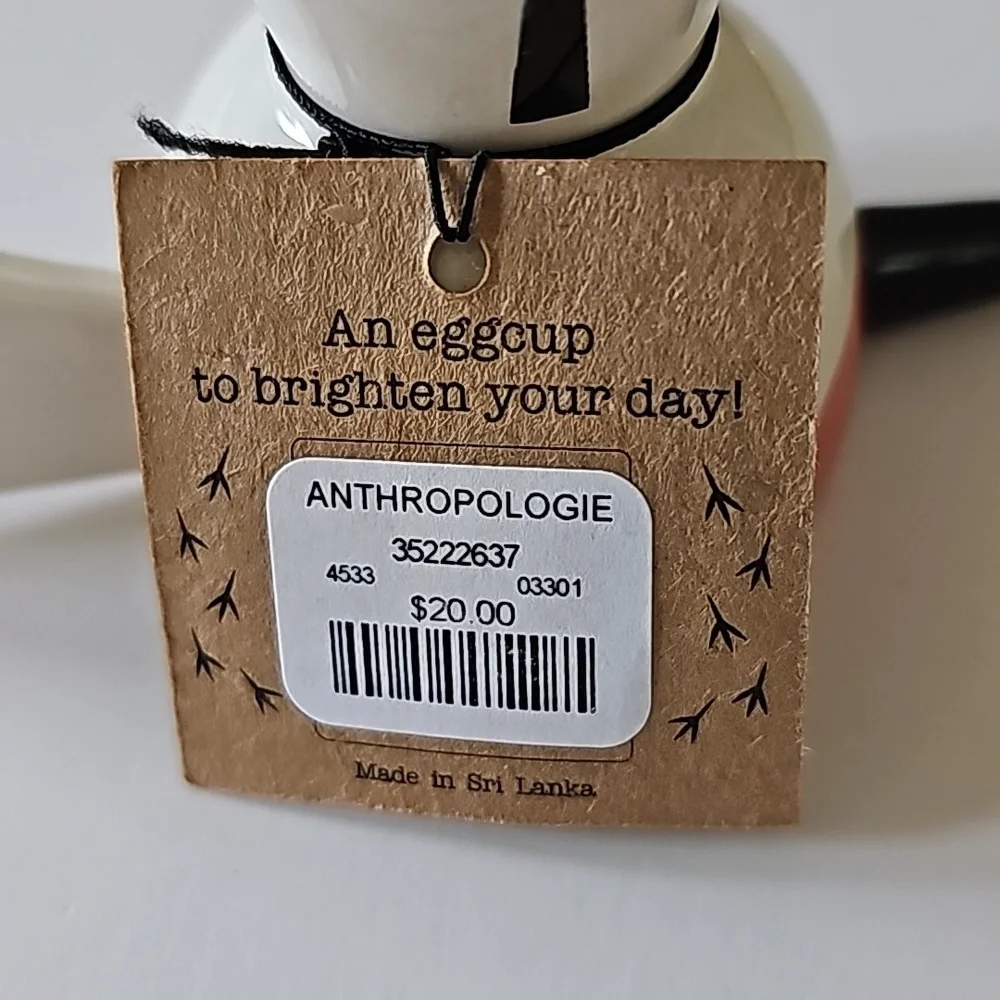 An eggcup
to brighten your day!
ANTHROPOLOGIE
35222637
4533 03301
$20.00
Made in Sri Lanka